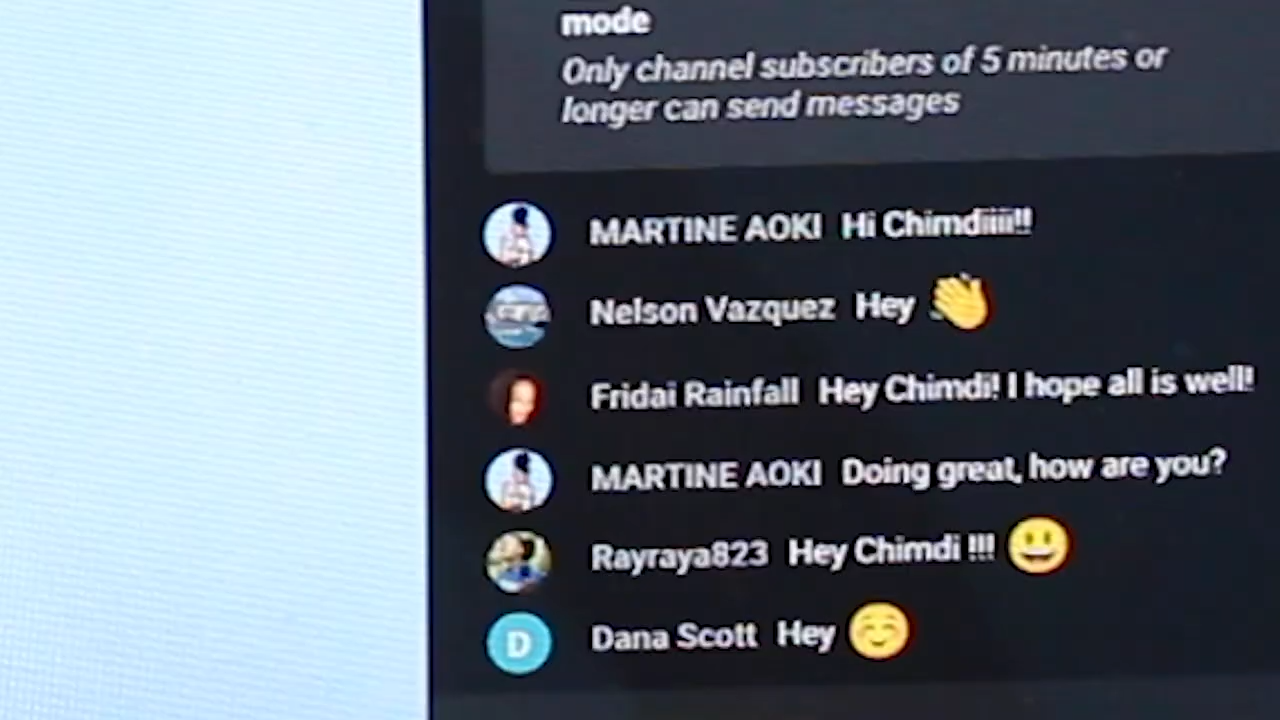 mode
Only channel subscribers of 5 minutes or
longer can send messages
MARTINE AOKI Hi Chimdiiii!!
Nelson Vazquez Hey 👋
Fridai Rainfall Hey Chimdi! I hope all is well!
MARTINE AOKI Doing great, how are you?
Rayraya823 Hey Chimdi !!! 😃
D Dana Scott Hey ☺️